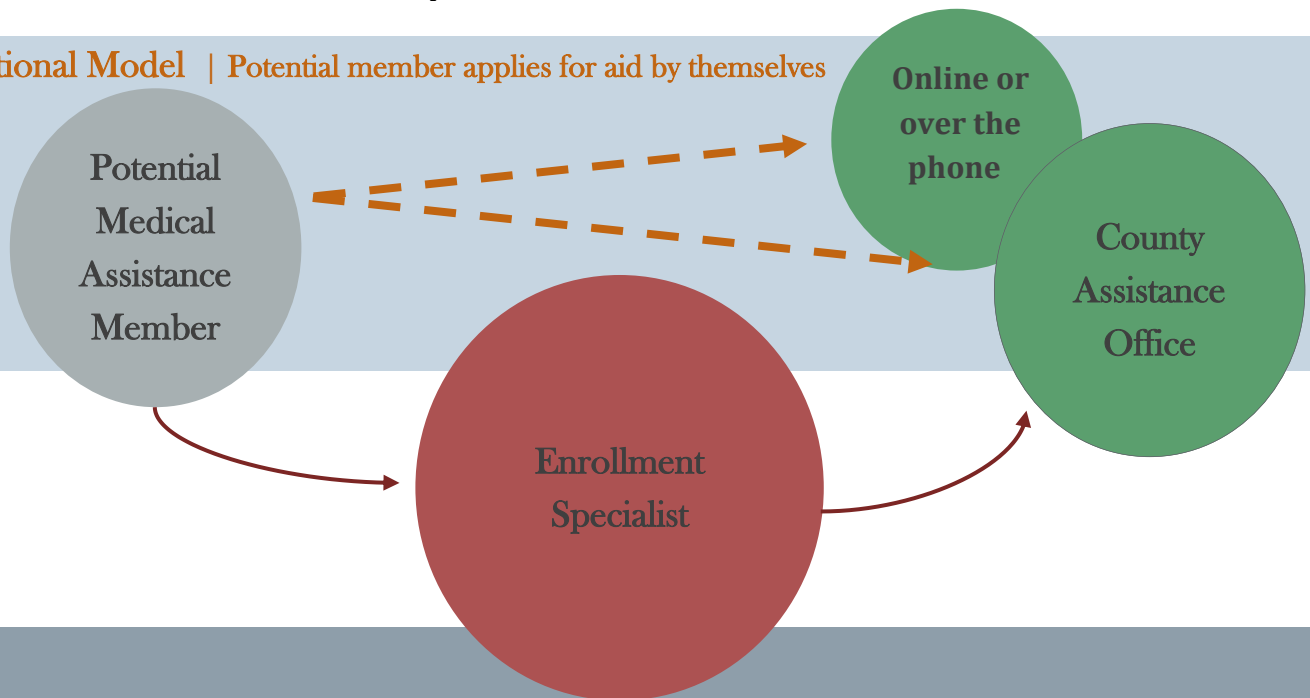 tional Model | Potential member applies for aid by themselves
Potential
Medical
Assistance
Member
Online or
over the
phone
County
Assistance
Office
Enrollment
Specialist